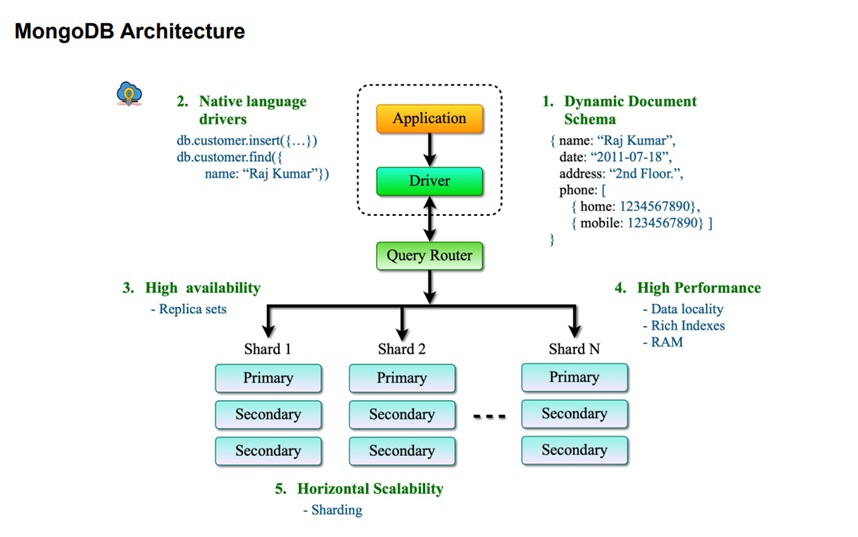 MongoDB Architecture
2. Native language
drivers
db.customer.insert({...})
db.customer.find({
name: “Raj Kumar”})
Application
Driver
Query Router
1. Dynamic Document
Schema
{ name: “Raj Kumar”,
date: “2011-07-18”,
address: “2nd Floor.”,
phone: [
{ home: 1234567890},
{ mobile: 1234567890} ]
}
3. High availability
- Replica sets
4. High Performance
- Data locality
- Rich Indexes
- RAM
Shard 1
Primary
Secondary
Secondary
Shard 2
Primary
Secondary
Secondary
Shard N
Primary
Secondary
Secondary
5. Horizontal Scalability
- Sharding